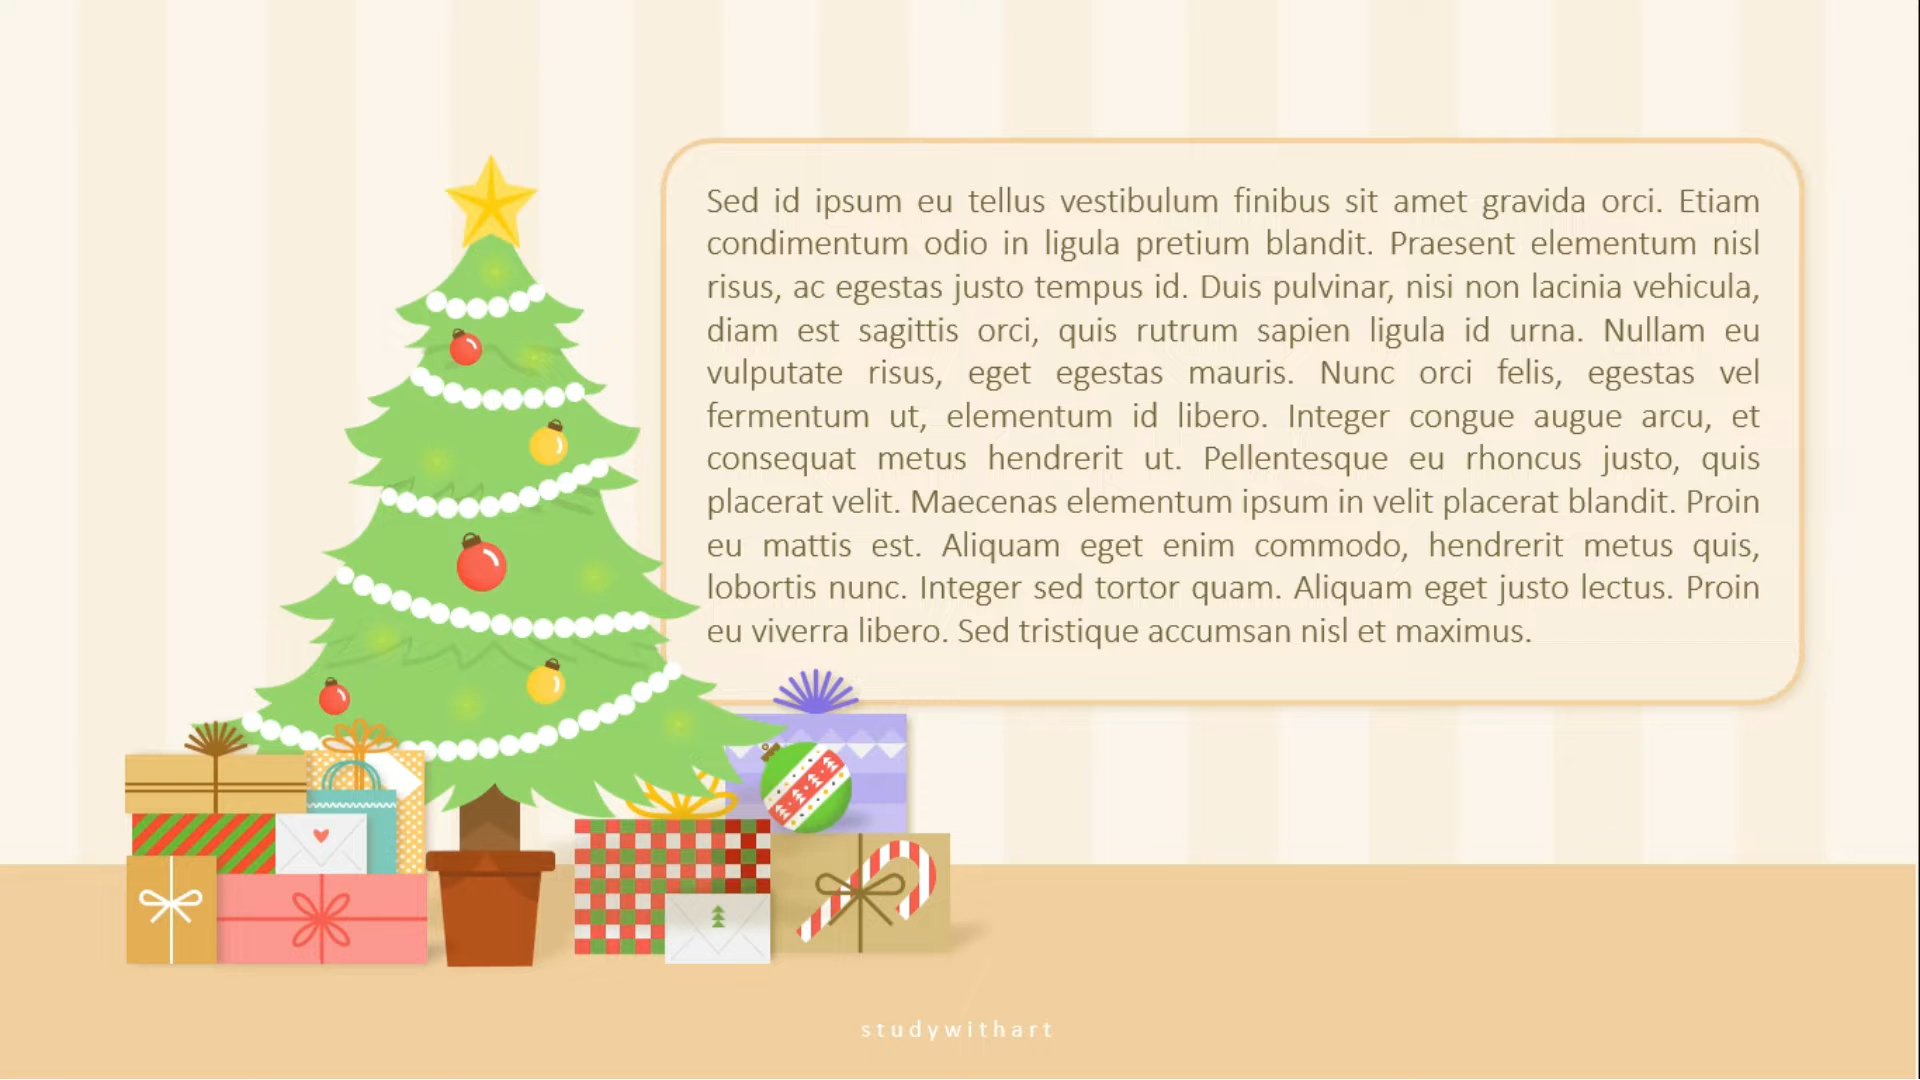 Sed id ipsum eu tellus vestibulum finibus sit amet gravida orci. Etiam
condimentum odio in ligula pretium blandit. Praesent elementum nisl
risus, ac egestas justo tempus id. Duis pulvinar, nisi non lacinia vehicula,
diam est sagittis orci, quis rutrum sapien ligula id urna. Nullam eu
vulputate risus, eget egestas mauris. Nunc orci felis, egestas vel
fermentum ut, elementum id libero. Integer congue augue arcu, et
consequat metus hendrerit ut. Pellentesque eu rhoncus justo, quis
placerat velit. Maecenas elementum ipsum in velit placerat blandit. Proin
eu mattis est. Aliquam eget enim commodo, hendrerit metus quis,
lobortis nunc. Integer sed tortor quam. Aliquam eget justo lectus. Proin
eu viverra libero. Sed tristique accumsan nisl et maximus.
studywithart